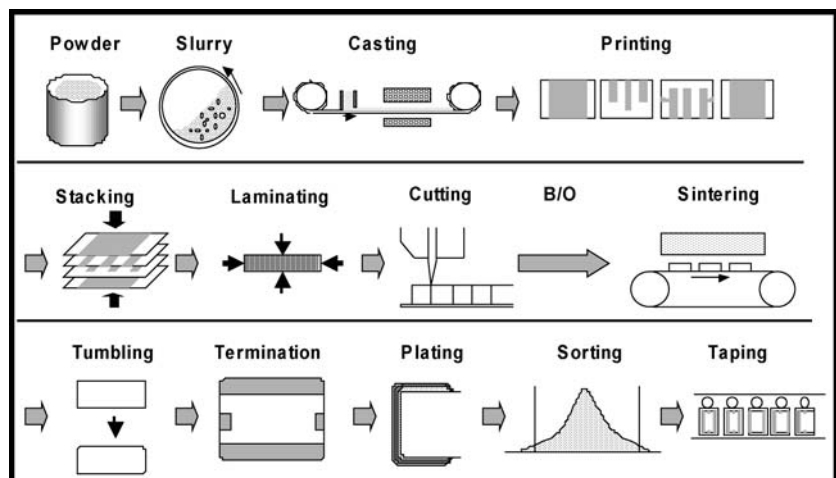 Powder Slurry Casting Printing
Stacking Laminating Cutting B/O Sintering
Tumbling Termination Plating Sorting Taping